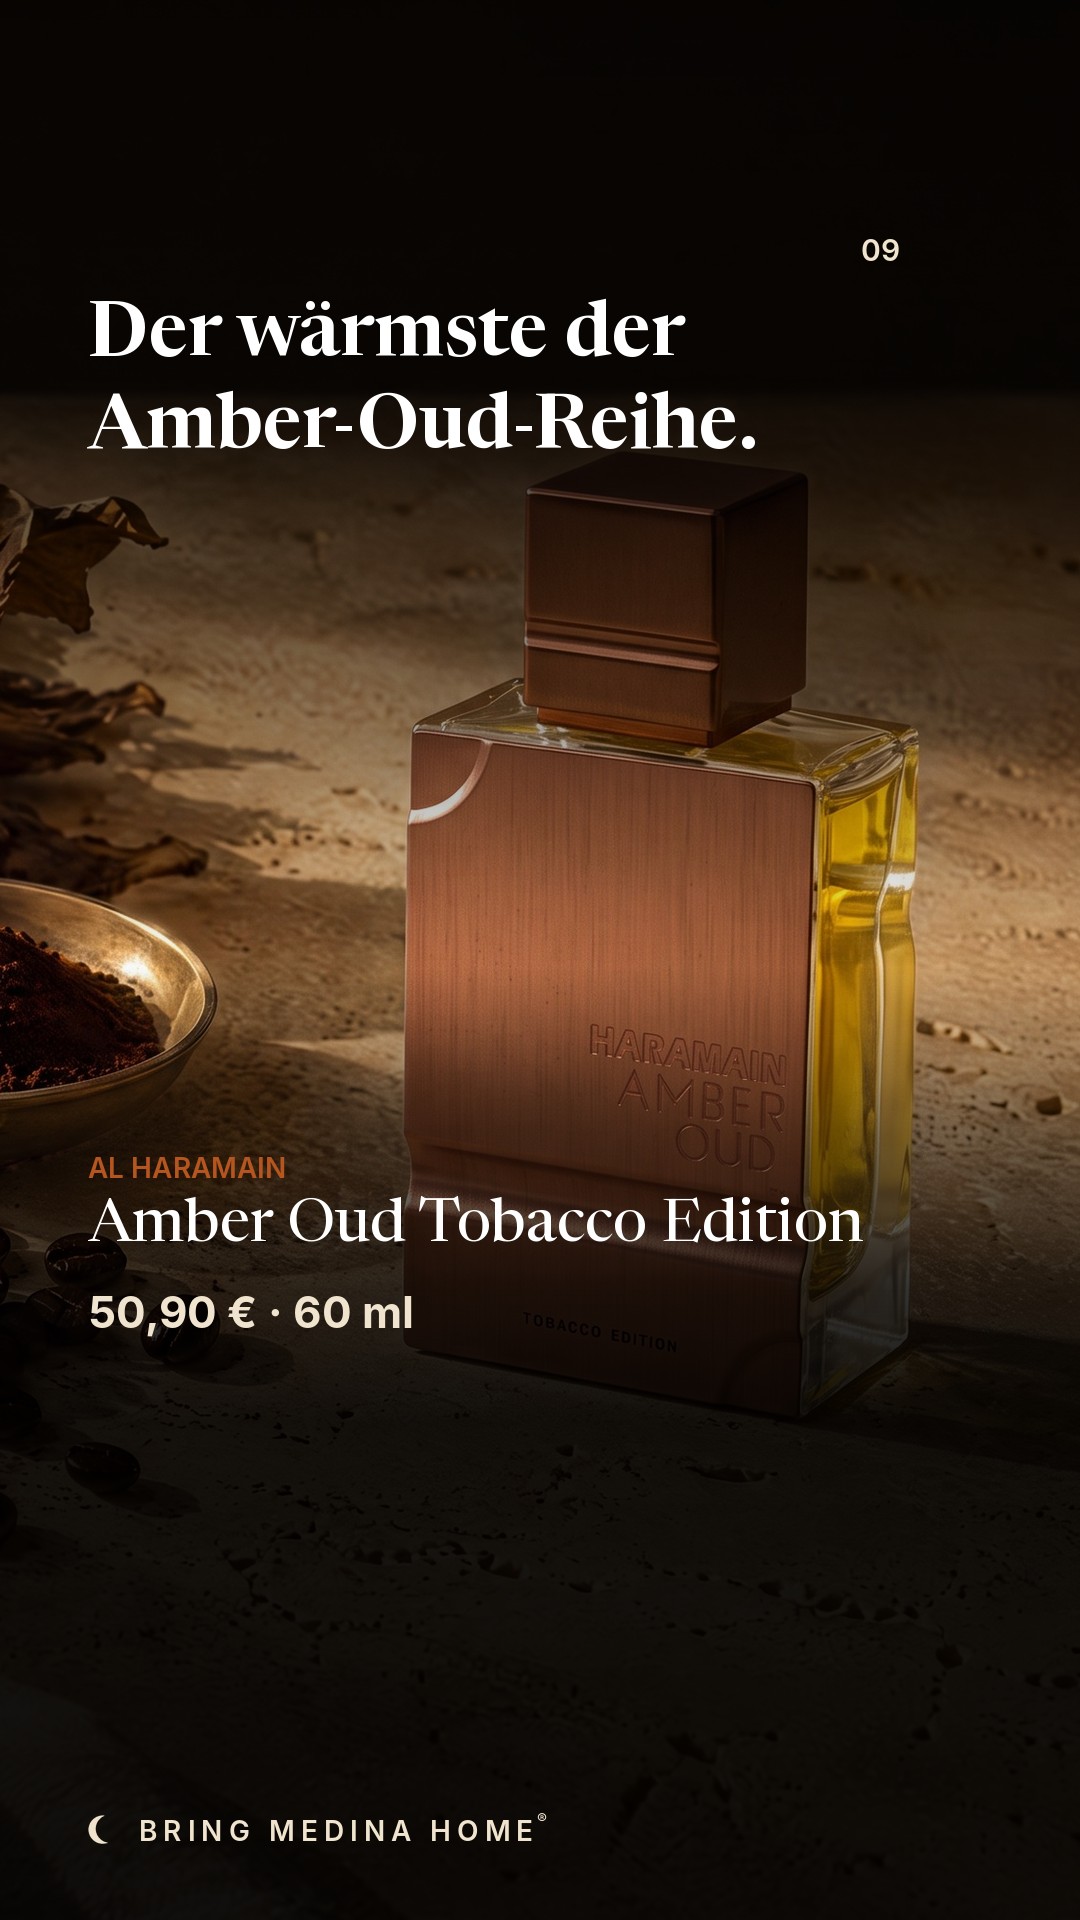 09
Der wärmste der
Amber-Oud-Reihe.
HARAMAIN
AMBER
OUD
AL HARAMAIN
Amber Oud Tobacco Edition
50,90 € · 60 ml
TOBACCO EDITION
BRING MEDINA HOME®